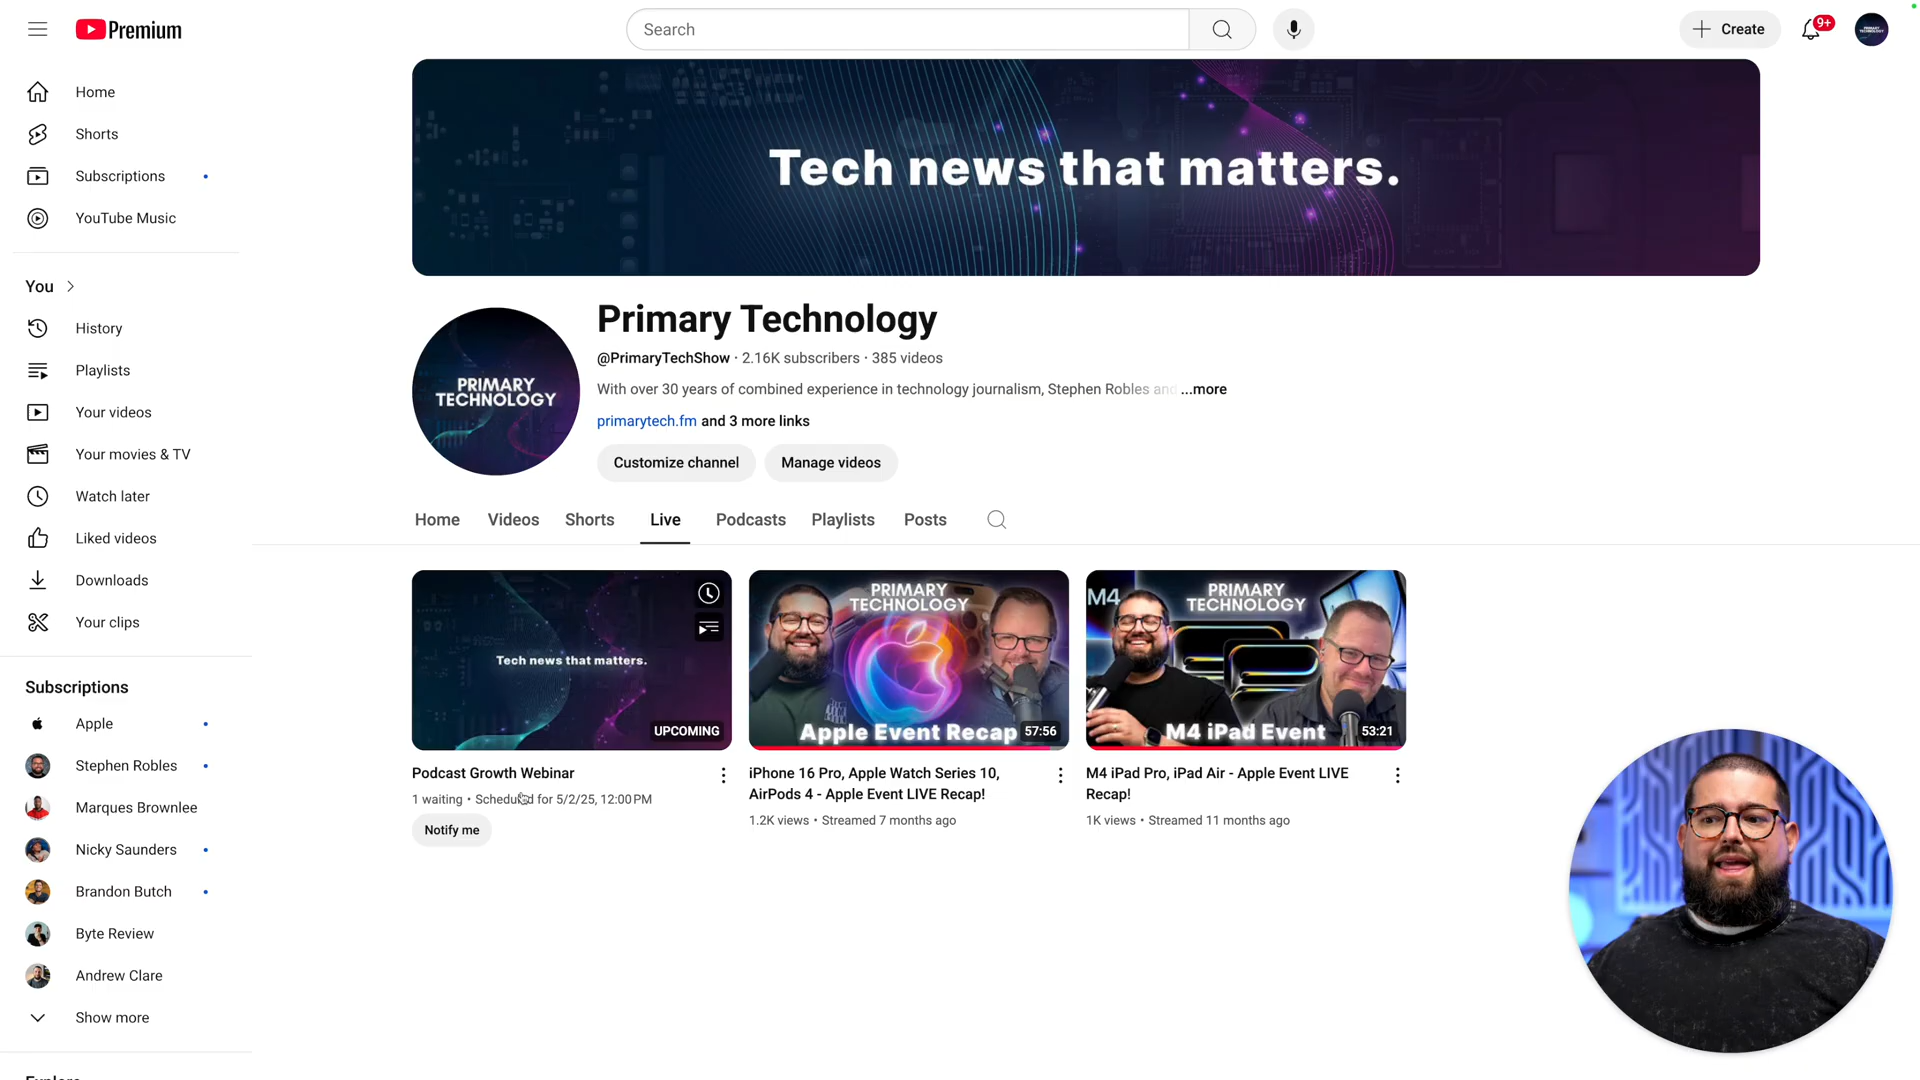 Premium
Search
Create
9+
Home
Shorts
Subscriptions
YouTube Music
You
History
Playlists
Your videos
Your movies & TV
Watch later
Liked videos
Downloads
Your clips
Subscriptions
Apple
Stephen Robles
Marques Brownlee
Nicky Saunders
Brandon Butch
Byte Review
Andrew Clare
Show more
Tech news that matters.
PRIMARY
TECHNOLOGY
Primary Technology
@PrimaryTechShow · 2.16K subscribers · 385 videos
With over 30 years of combined experience in technology journalism, Stephen Robles and ...more
primarytech.fm and 3 more links
Customize channel
Manage videos
Home
Videos
Shorts
Live
Podcasts
Playlists
Posts
Tech news that matters.
UPCOMING
Podcast Growth Webinar
1 waiting • Scheduled for 5/2/25, 12:00 PM
Notify me
PRIMARY
TECHNOLOGY
Apple Event Recap
57:56
iPhone 16 Pro, Apple Watch Series 10,
AirPods 4 - Apple Event LIVE Recap!
1.2K views • Streamed 7 months ago
M4
PRIMARY
TECHNOLOGY
M4 iPad Event
53:21
M4 iPad Pro, iPad Air - Apple Event LIVE
Recap!
1K views • Streamed 11 months ago